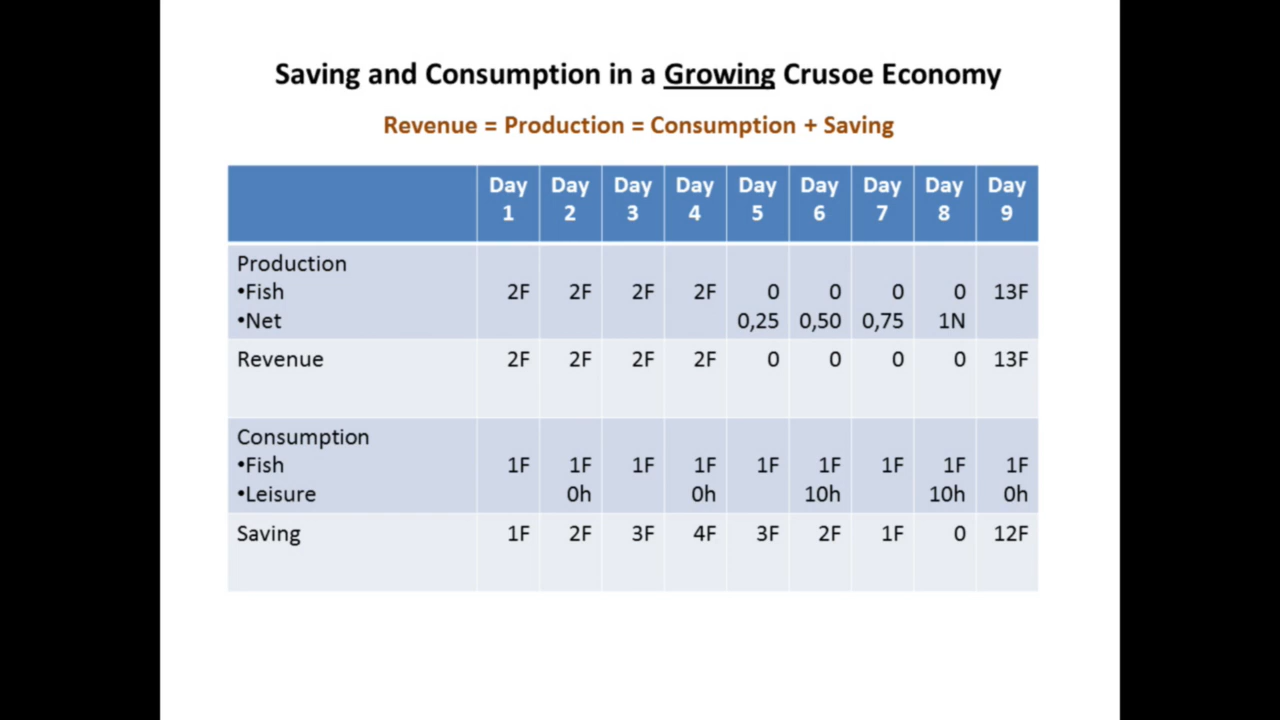 Saving and Consumption in a Growing Crusoe Economy
Revenue = Production = Consumption + Saving
Day 1 Day 2 Day 3 Day 4 Day 5 Day 6 Day 7 Day 8 Day 9
Production
•Fish 2F 2F 2F 2F 0 0 0 0 13F
•Net 0,25 0,50 0,75 1N
Revenue 2F 2F 2F 2F 0 0 0 0 13F
Consumption
•Fish 1F 1F 1F 1F 1F 1F 1F 1F 1F
•Leisure 0h 0h 10h 10h 0h
Saving 1F 2F 3F 4F 3F 2F 1F 0 12F